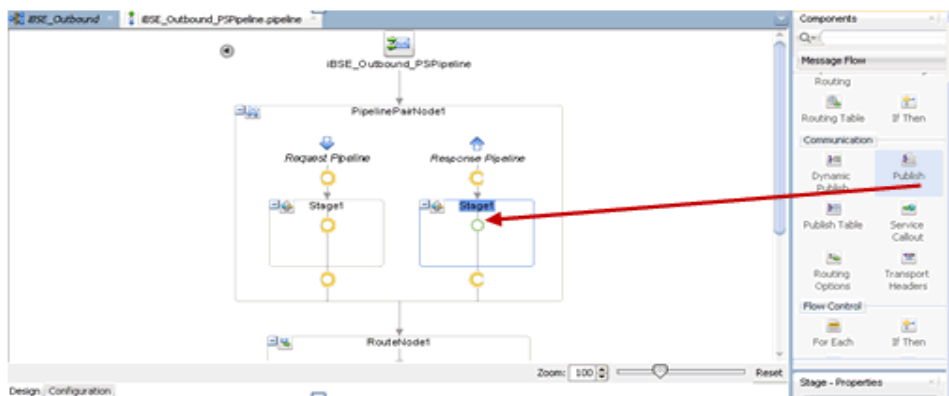 iBSE_Outbound
iBSE_Outbound_PSPipeline.pipeline
iBSE_Outbound_PSPipeline
PipelinePairNode1
Request Pipeline
Response Pipeline
Stage1
Stage1
RouteNode1
Zoom: 100
Reset
Design
Configuration
Components
Message Flow
Routing
Routing Table
If Then
Communication
Dynamic
Publish
Publish
Publish Table
Service
Callout
Routing
Options
Transport
Headers
Flow Control
For Each
If Then
Stage - Properties